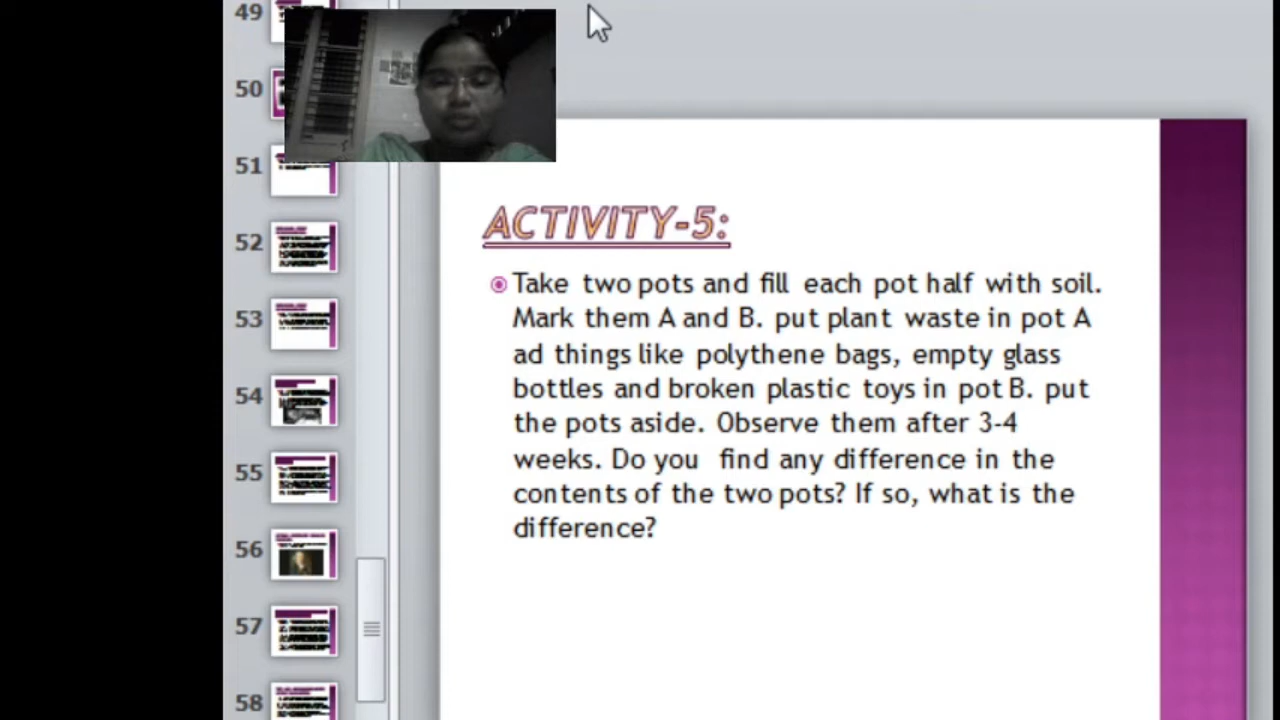 49
50
51
52
53
54
55
56
57
58
ACTIVITY-5:
Take two pots and fill each pot half with soil.
Mark them A and B. put plant waste in pot A
ad things like polythene bags, empty glass
bottles and broken plastic toys in pot B. put
the pots aside. Observe them after 3-4
weeks. Do you find any difference in the
contents of the two pots? If so, what is the
difference?